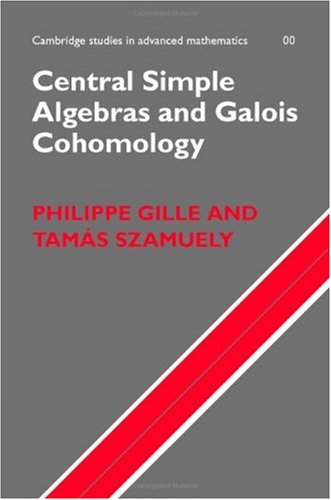 Cambridge studies in advanced mathematics 00
Central Simple
Algebras and Galois
Cohomology
PHILIPPE GILLE AND
TAMÁS SZAMUELY